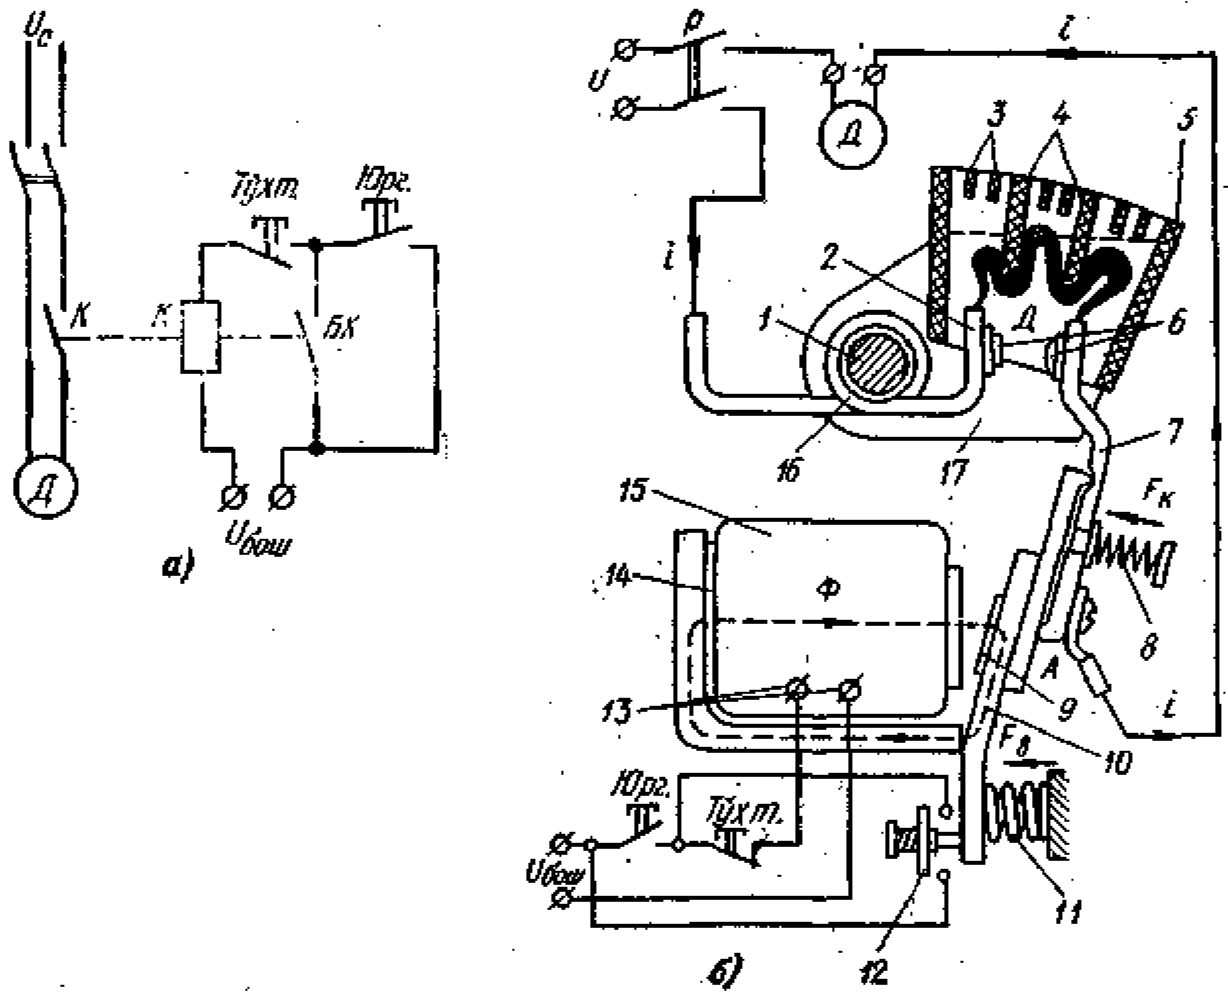 Uс
Тўхт.
Юрг.
К
К
БК
Д
Uбош
а)
P
U
Д
i
i
3
4
5
2
1
Д
6
16
17
7
15
Fк
14
Ф
8
А
13
9
10
i
Fв
Юрг.
Тўхт.
Uбош
12
11
б)